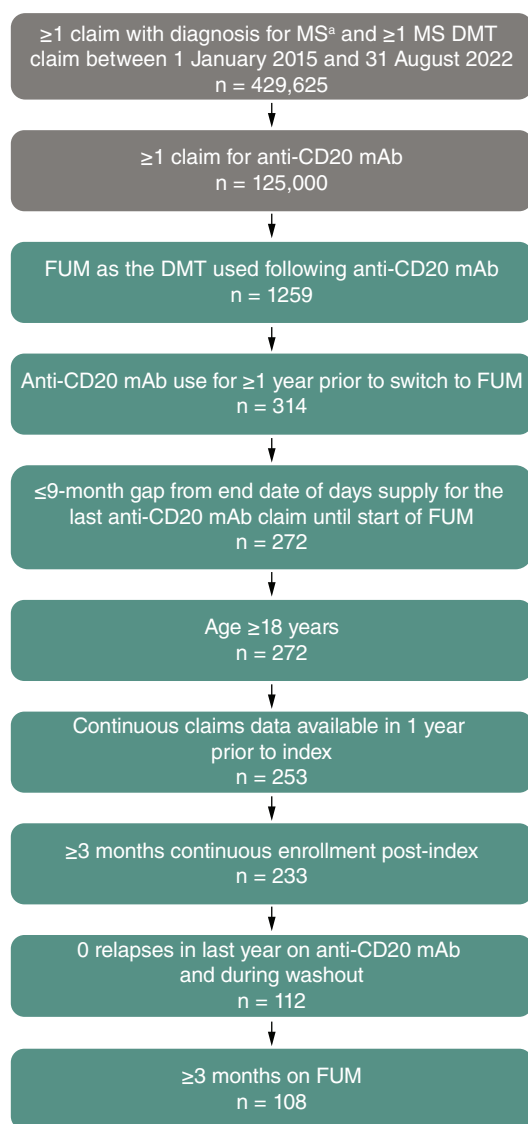 ≥1 claim with diagnosis for MSᵃ and ≥1 MS DMT
claim between 1 January 2015 and 31 August 2022
n = 429,625
≥1 claim for anti-CD20 mAb
n = 125,000
FUM as the DMT used following anti-CD20 mAb
n = 1259
Anti-CD20 mAb use for ≥1 year prior to switch to FUM
n = 314
≤9-month gap from end date of days supply for the
last anti-CD20 mAb claim until start of FUM
n = 272
Age ≥18 years
n = 272
Continuous claims data available in 1 year
prior to index
n = 253
≥3 months continuous enrollment post-index
n = 233
0 relapses in last year on anti-CD20 mAb
and during washout
n = 112
≥3 months on FUM
n = 108